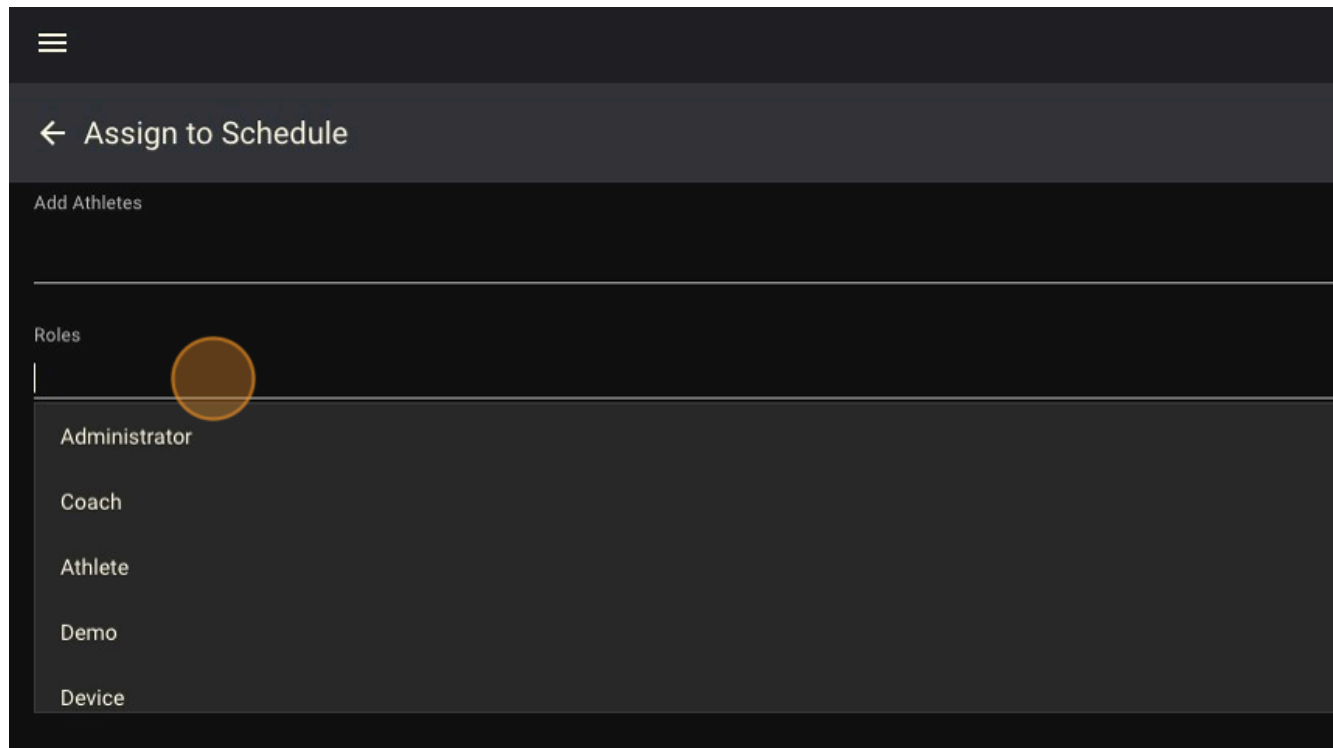 Assign to Schedule
Add Athletes
Roles
Administrator
Coach
Athlete
Demo
Device